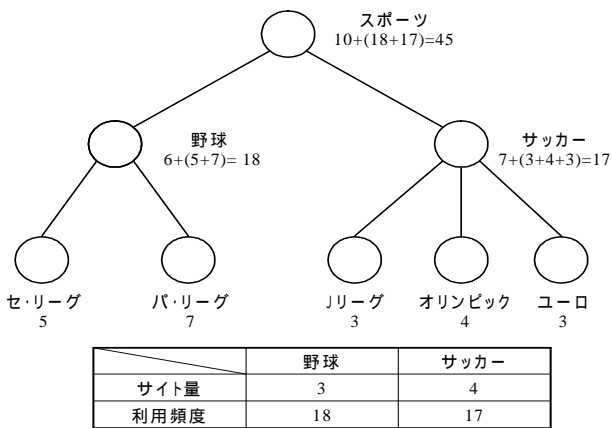 スポーツ
10+(18+17)=45
野球
6+(5+7)= 18
サッカー
7+(3+4+3)=17
セ・リーグ
5
パ・リーグ
7
Jリーグ
3
オリンピック
4
ユーロ
3
野球 サッカー
サイト量 3 4
利用頻度 18 17